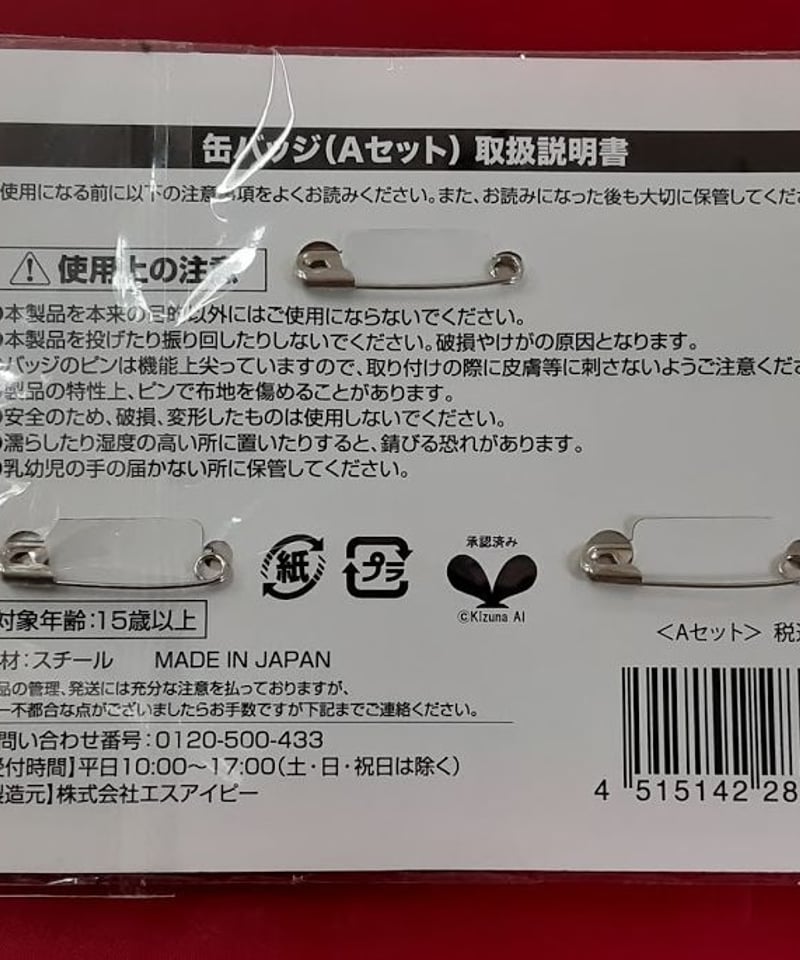 缶バッジ（Aセット）取扱説明書
使用になる前に以下の注意事項をよくお読みください。また、お読みになった後も大切に保管してくださ
使用上の注意
●本製品を本来の目的以外にはご使用にならないでください。
●本製品を投げたり振り回したりしないでください。破損やけがの原因となります。
バッジのピンは機能上尖っていますので、取り付けの際に皮膚等に刺さないようご注意くださ
製品の特性上、ピンで布地を傷めることがあります。
●安全のため、破損、変形したものは使用しないでください。
●濡らしたり湿度の高い所に置いたりすると、錆びる恐れがあります。
●乳幼児の手の届かない所に保管してください。
紙
プラ
承認済み
©Kizuna AI
対象年齢：15歳以上
＜Aセット＞ 税込
材：スチール MADE IN JAPAN
品の管理、発送には充分な注意を払っておりますが、
一不都合な点がございましたらお手数ですが下記までご連絡ください。
問い合わせ番号：0120-500-433
受付時間】平日10:00～17:00（土・日・祝日は除く）
製造元】株式会社エスアイピー
4 515142 28